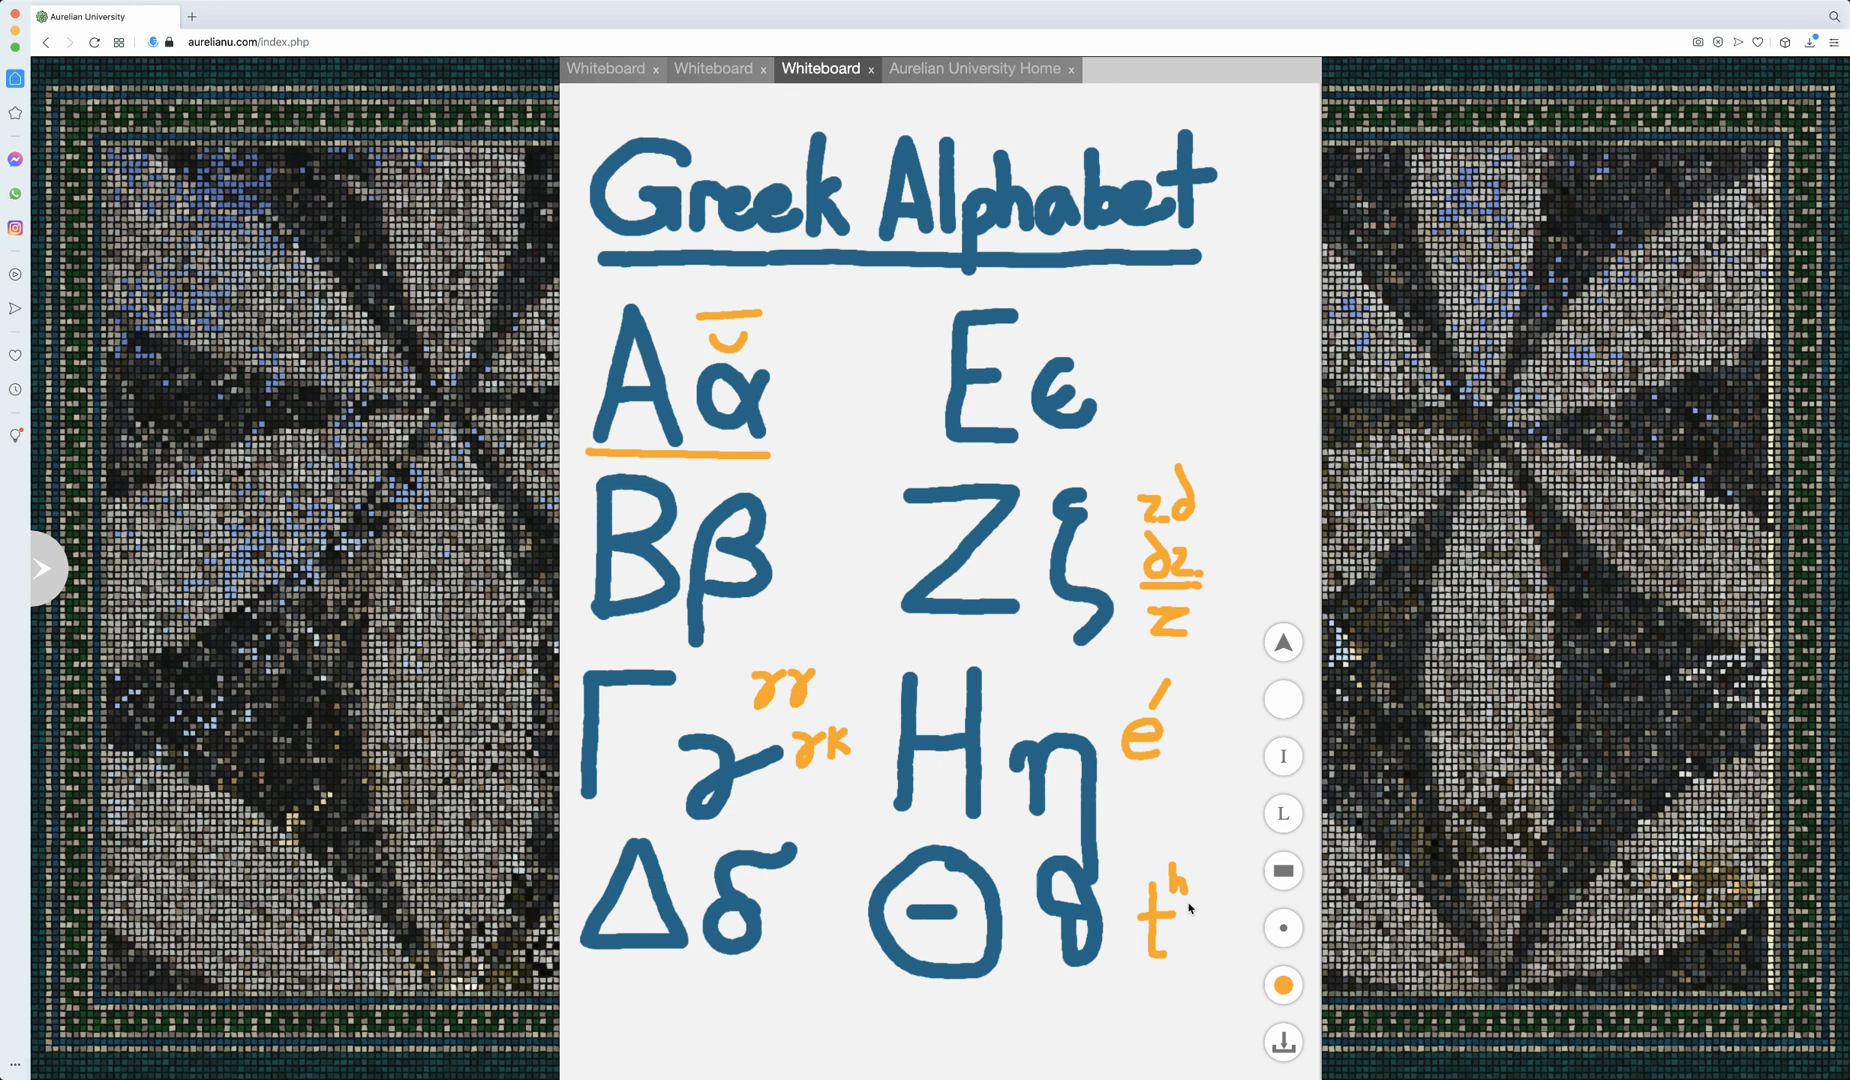 Aurelian University
aurelianu.com/index.php
Whiteboard x Whiteboard x Whiteboard x Aurelian University Home x
Greek Alphabet
Α ᾰ̄
Β β
Γ γ γγ
γκ
Δ δ
Ε ε
Ζ ζ zd
dz
z
Η η é
Θ θ th
I
L